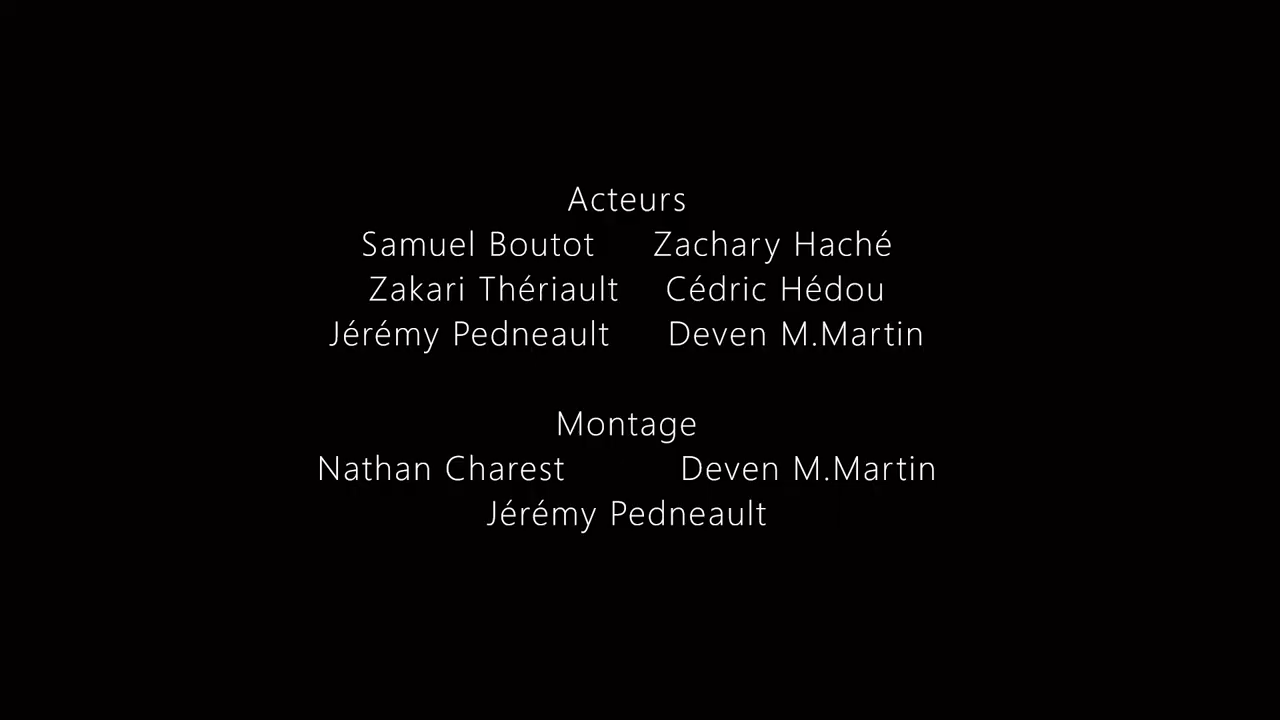 Acteurs
Samuel Boutot Zachary Haché
Zakari Thériault Cédric Hédou
Jérémy Pedneault Deven M.Martin
Montage
Nathan Charest Deven M.Martin
Jérémy Pedneault